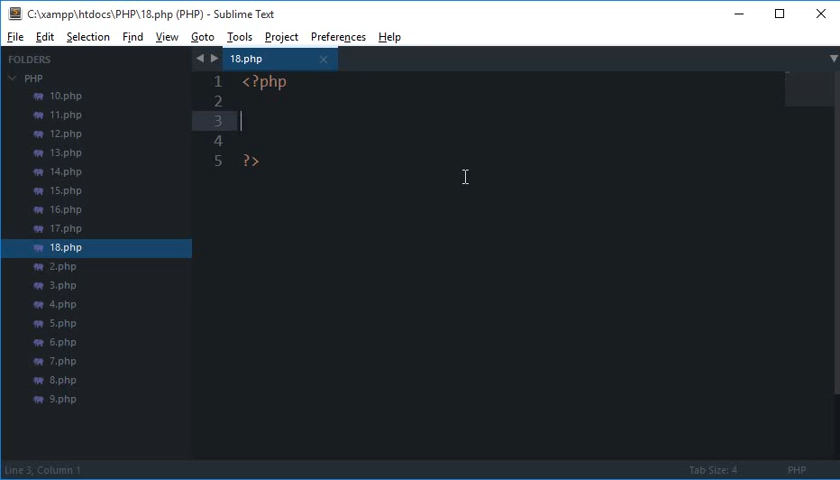 C:\xampp\htdocs\PHP\18.php (PHP) - Sublime Text
File Edit Selection Find View Goto Tools Project Preferences Help
FOLDERS
PHP
10.php
11.php
12.php
13.php
14.php
15.php
16.php
17.php
18.php
2.php
3.php
4.php
5.php
6.php
7.php
8.php
9.php
18.php
1 <?php
2
3
4
5 ?>
Line 3, Column 1
Tab Size: 4
PHP